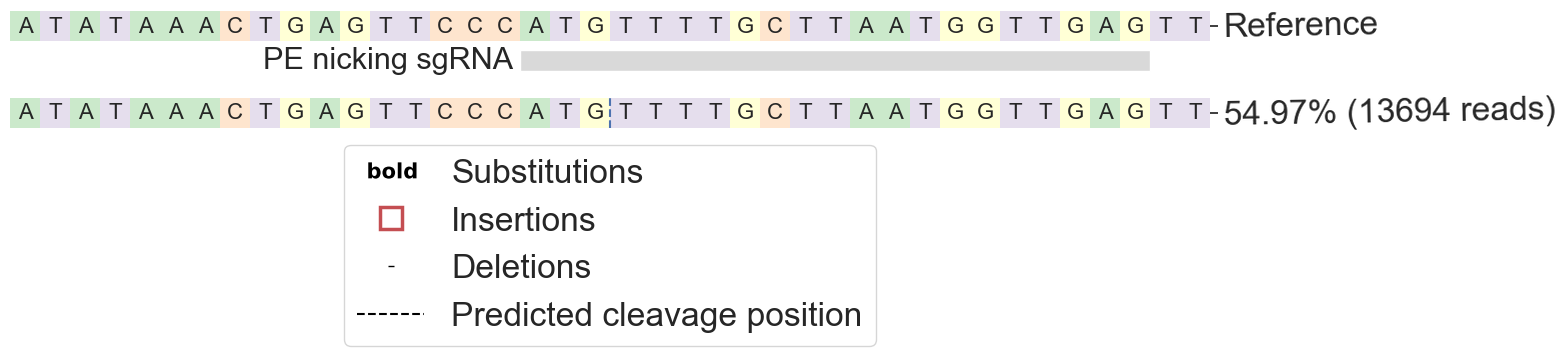 A T A T A A A C T G A G T T C C C A T G T T T T G C T T A A T G G T T G A G T T Reference
PE nicking sgRNA
A T A T A A A C T G A G T T C C C A T G T T T T G C T T A A T G G T T G A G T T 54.97% (13694 reads)
bold Substitutions
Insertions
- Deletions
Predicted cleavage position